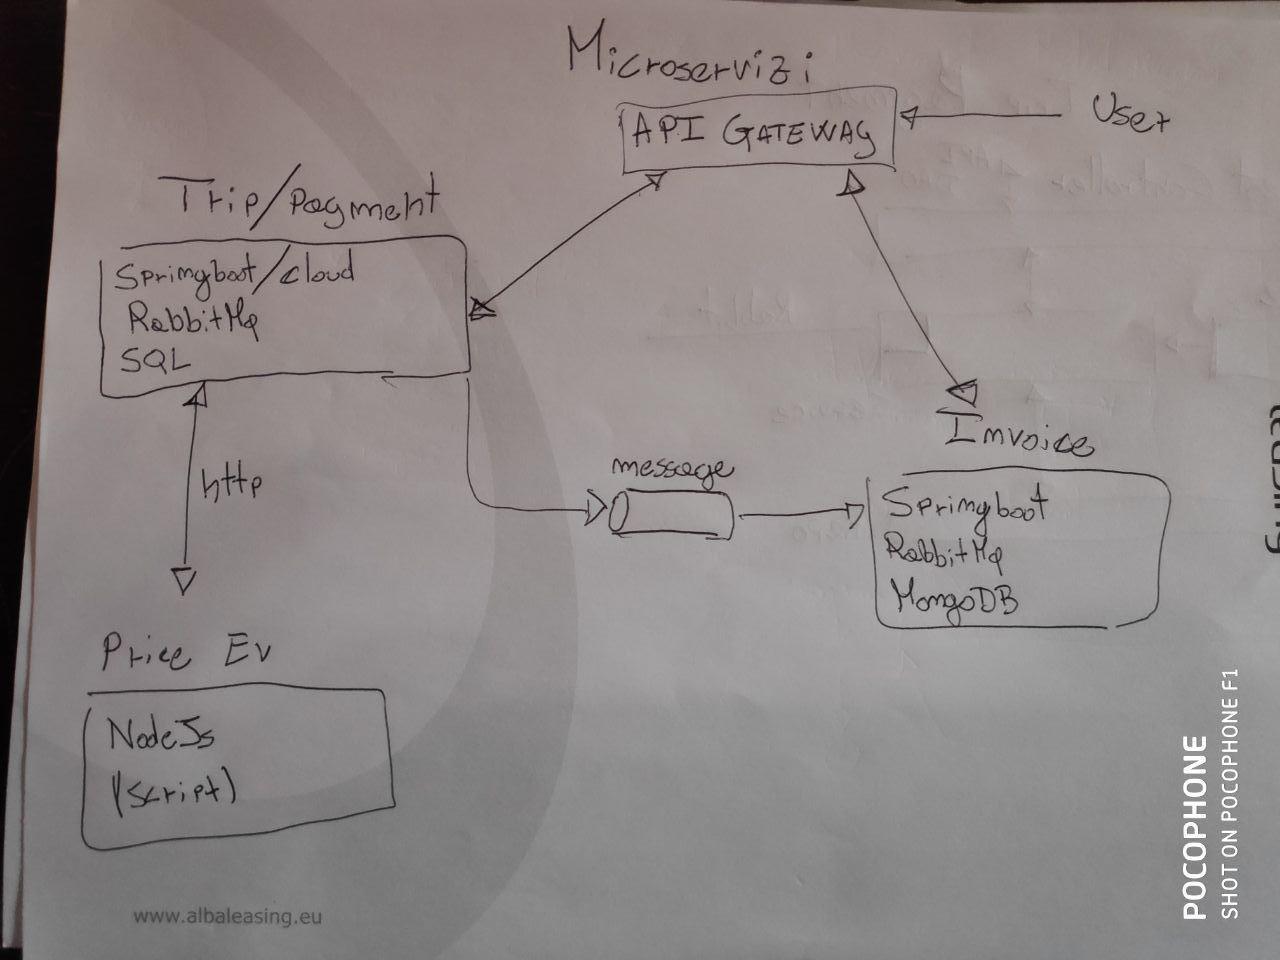 Microservizi
API GATEWAY
User
Trip/Payment
Springboot/cloud
RabbitMq
SQL
http
message
Invoice
Springboot
RabbitMq
MongoDB
Price Ev
NodeJs
(script)
www.albaleasing.eu
POCOPHONE
SHOT ON POCOPHONE F1